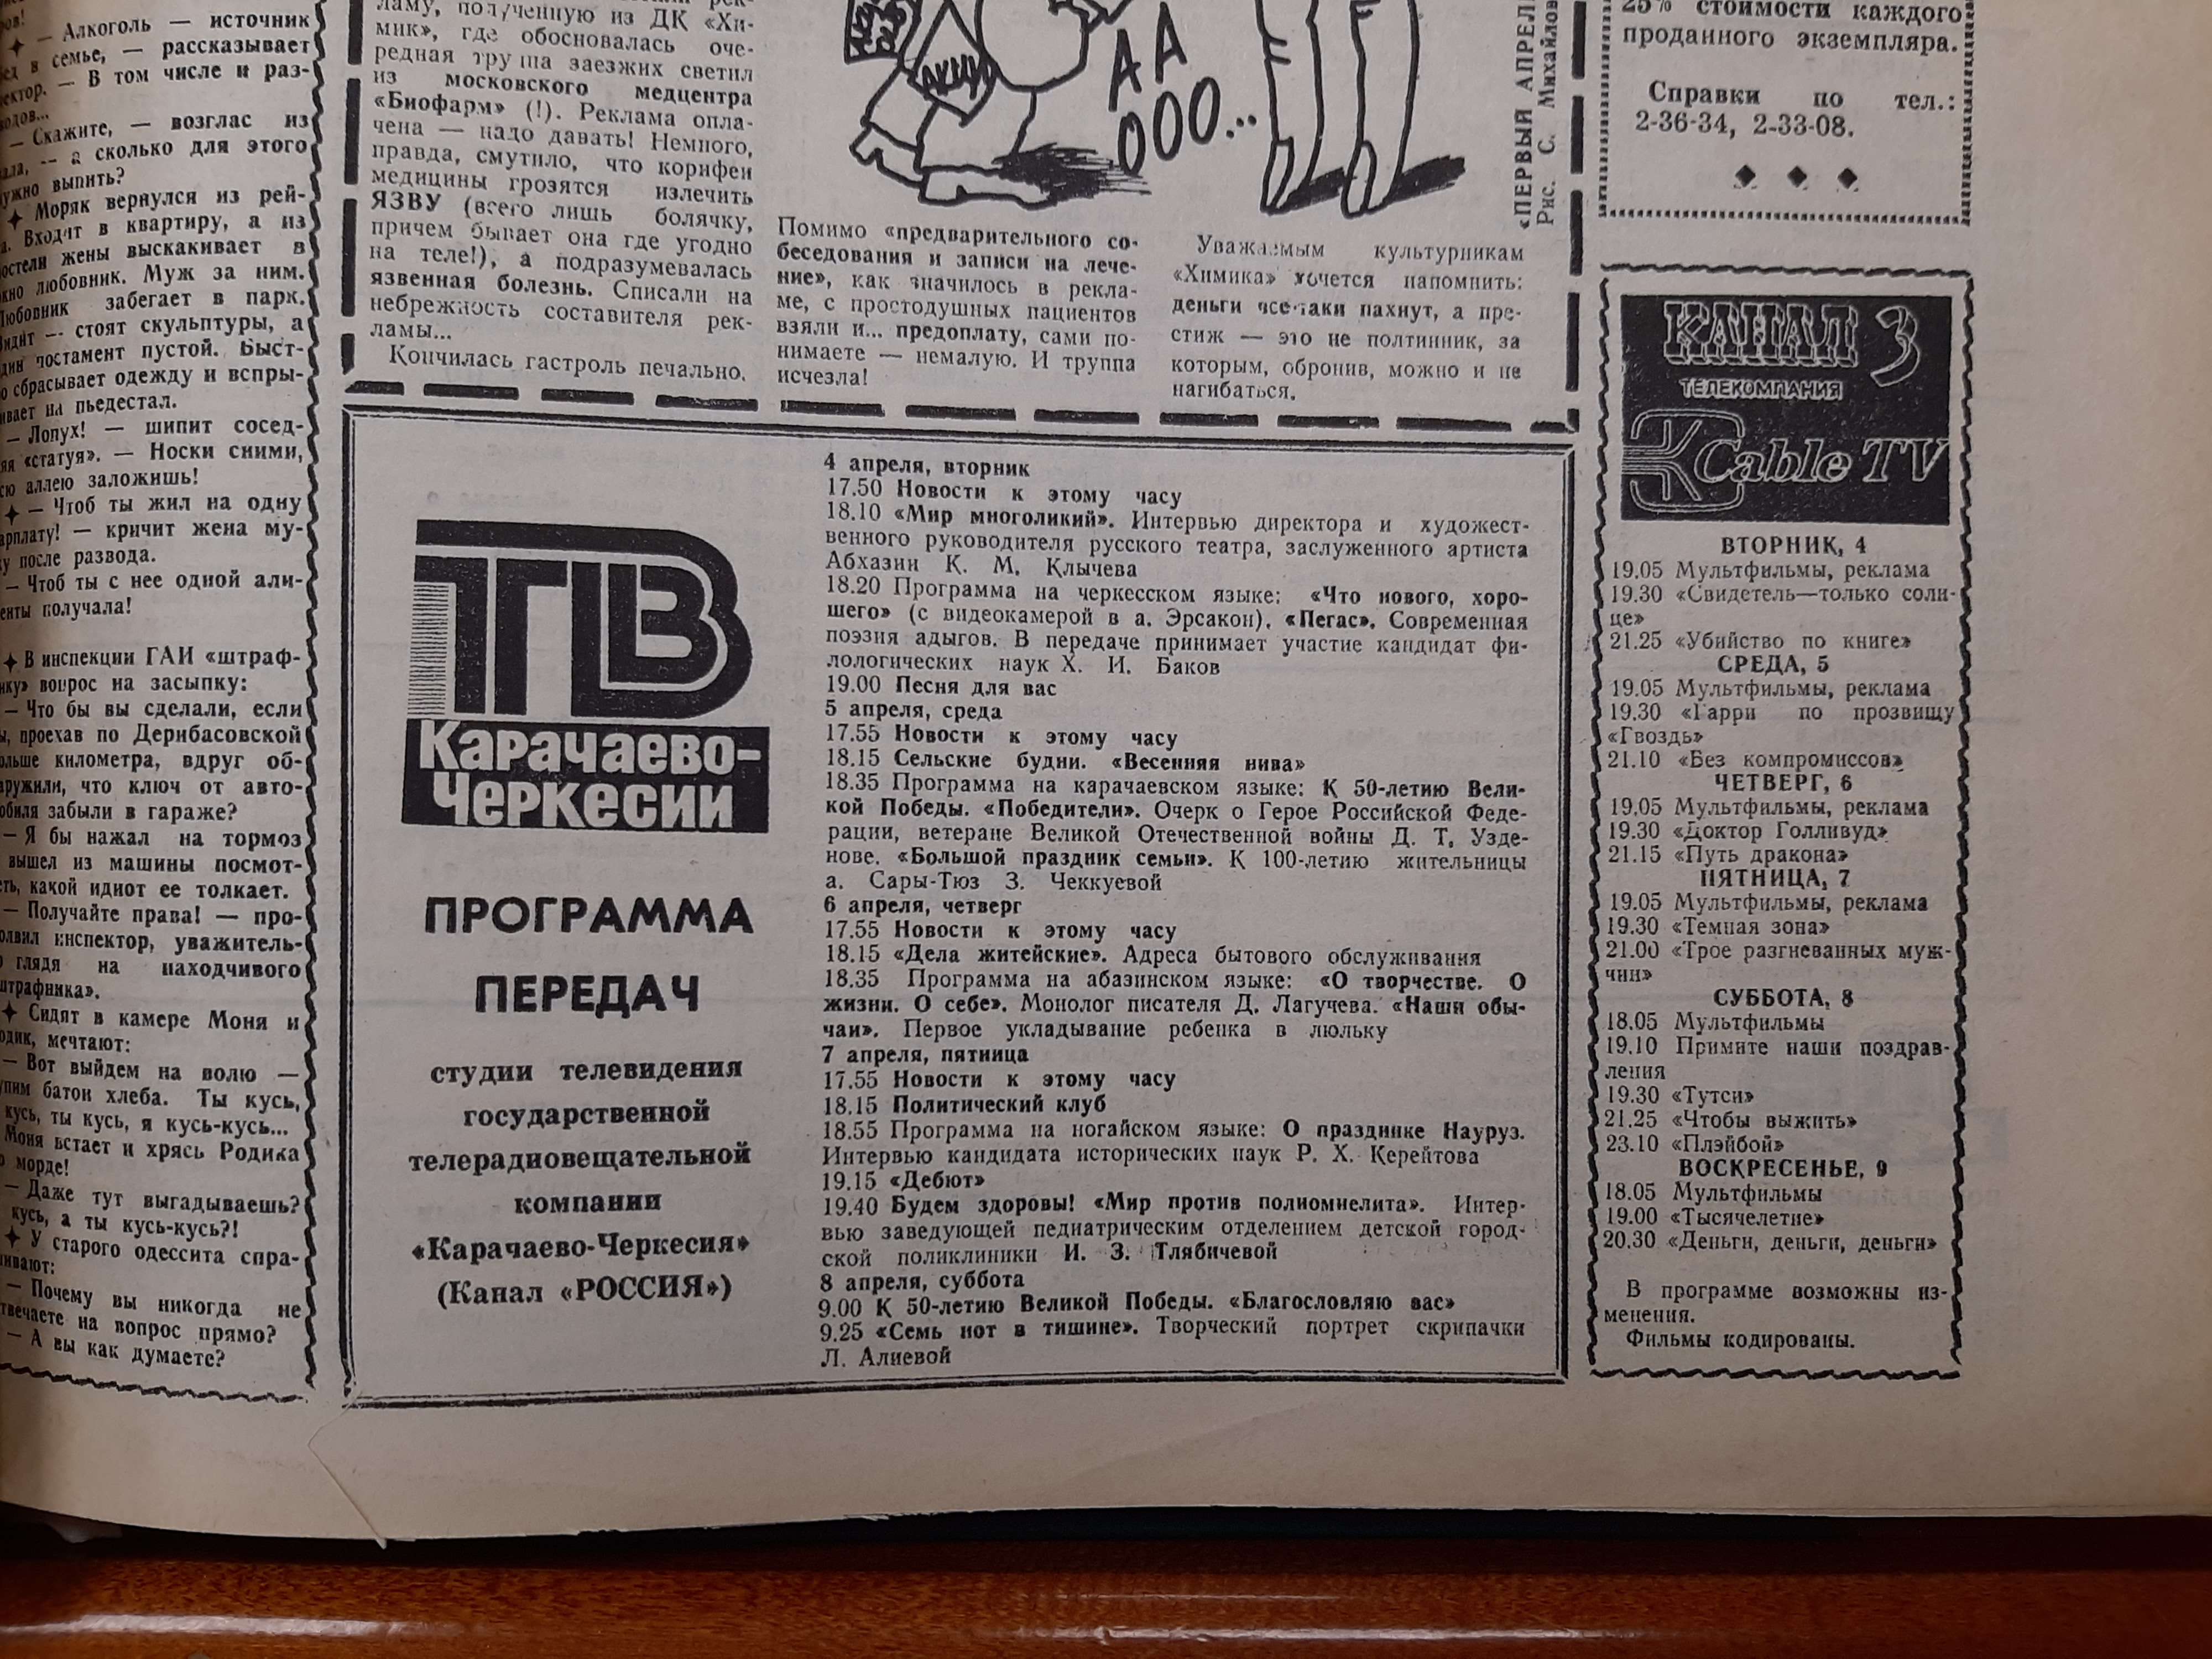 — Алкоголь — источник
в семье, — рассказывает
— В том числе и раз-
— Скажите, — возглас из
а сколько для этого
нужно выпить?
Моряк вернулся из рей-
Входит в квартиру, а из
постели жены выскакивает в
любовник. Муж за ним.
Любовник забегает в парк.
— стоят скульптуры, а
постамент пустой. Быст-
сбрасывает одежду и вспры-
на пьедестал.
— Лопух! — шипит сосед-
«статуя». — Носки сними,
аллею заложишь!
— Чтоб ты жил на одну
зарплату! — кричит жена му-
после развода.
— Чтоб ты с нее одной али-
менты получала!
В инспекции ГАИ «штраф-
вопрос на засыпку:
— Что бы вы сделали, если
проехав по Дерибасовской
больше километра, вдруг об-
наружили, что ключ от авто-
мобиля забыли в гараже?
— Я бы нажал на тормоз
вышел из машины посмот-
реть, какой идиот ее толкает.
— Получайте права! — про-
инспектор, уважитель-
глядя на находчивого
«штрафника».
Сидят в камере Моня и
Родик, мечтают:
— Вот выйдем на волю —
купим батон хлеба. Ты кусь,
кусь, ты кусь, я кусь-кусь...
Моня встает и хрясь Родика
по морде!
— Даже тут выгадываешь?
кусь, а ты кусь-кусь?!
У старого одессита спра-
шивают:
— Почему вы никогда не
отвечаете на вопрос прямо?
— А вы как думаете?
ламу, полученную из ДК «Хи-
мик», где обосновалась оче-
редная труппа заезжих светил
из московского медцентра
«Биофарм» (!). Реклама опла-
чена — надо давать! Немного,
правда, смутило, что корифеи
медицины грозятся излечить
ЯЗВУ (всего лишь болячку,
причем бывает она где угодно
на теле!), а подразумевалась
язвенная болезнь. Списали на
небрежность составителя рек-
ламы...
Кончилась гастроль печально.
АКЦИ
АА
ООО...
Помимо «предварительного со-
беседования и записи на лече-
ние», как значилось в рекла-
ме, с простодушных пациентов
взяли и... предоплату, сами по-
нимаете — немалую. И труппа
исчезла!
Уважаемым культурникам
«Химика» хочется напомнить:
деньги все-таки пахнут, а пре-
стиж — это не полтинник, за
которым, обронив, можно и не
нагибаться.
«ПЕРВЫЙ АПРЕЛ
Рис. С. Михайлов
25% стоимости каждого
проданного экземпляра.
Справки по тел.:
2-36-34, 2-33-08.
ТВ
Карачаево-
Черкесии
ПРОГРАММА
ПЕРЕДАЧ
студии телевидения
государственной
телерадиовещательной
компании
«Карачаево-Черкесия»
(Канал «РОССИЯ»)
4 апреля, вторник
17.50 Новости к этому часу
18.10 «Мир многоликий». Интервью директора и художест-
венного руководителя русского театра, заслуженного артиста
Абхазии К. М. Клычева
18.20 Программа на черкесском языке: «Что нового, хоро-
шего» (с видеокамерой в а. Эрсакон), «Пегас». Современная
поэзия адыгов. В передаче принимает участие кандидат фи-
лологических наук Х. И. Баков
19.00 Песня для вас
5 апреля, среда
17.55 Новости к этому часу
18.15 Сельские будни. «Весенняя нива»
18.35 Программа на карачаевском языке: К 50-летию Вели-
кой Победы. «Победители». Очерк о Герое Российской Феде-
рации, ветеране Великой Отечественной войны Д. Т. Узде-
нове. «Большой праздник семьи». К 100-летию жительницы
а. Сары-Тюз З. Чеккуевой
6 апреля, четверг
17.55 Новости к этому часу
18.15 «Дела житейские». Адреса бытового обслуживания
18.35 Программа на абазинском языке: «О творчестве. О
жизни. О себе». Монолог писателя Д. Лагучева. «Наши обы-
чаи». Первое укладывание ребенка в люльку
7 апреля, пятница
17.55 Новости к этому часу
18.15 Политический клуб
18.55 Программа на ногайском языке: О празднике Науруз.
Интервью кандидата исторических наук Р. Х. Керейтова
19.15 «Дебют»
19.40 Будем здоровы! «Мир против полиомиелита». Интер-
вью заведующей педиатрическим отделением детской город-
ской поликлиники И. З. Тлябичевой
8 апреля, суббота
9.00 К 50-летию Великой Победы. «Благословляю вас»
9.25 «Семь нот в тишине». Творческий портрет скрипачки
Л. Алиевой
КАНАЛ 3
ТЕЛЕКОМПАНИЯ
Cable TV
ВТОРНИК, 4
19.05 Мультфильмы, реклама
19.30 «Свидетель—только солн-
це»
21.25 «Убийство по книге»
СРЕДА, 5
19.05 Мультфильмы, реклама
19.30 «Гарри по прозвищу
«Гвоздь»
21.10 «Без компромиссов»
ЧЕТВЕРГ, 6
19.05 Мультфильмы, реклама
19.30 «Доктор Голливуд»
21.15 «Путь дракона»
ПЯТНИЦА, 7
19.05 Мультфильмы, реклама
19.30 «Темная зона»
21.00 «Трое разгневанных муж-
чин»
СУББОТА, 8
18.05 Мультфильмы
19.10 Примите наши поздрав-
ления
19.30 «Тутси»
21.25 «Чтобы выжить»
23.10 «Плэйбой»
ВОСКРЕСЕНЬЕ, 9
18.05 Мультфильмы
19.00 «Тысячелетие»
20.30 «Деньги, деньги, деньги»
В программе возможны из-
менения.
Фильмы кодированы.